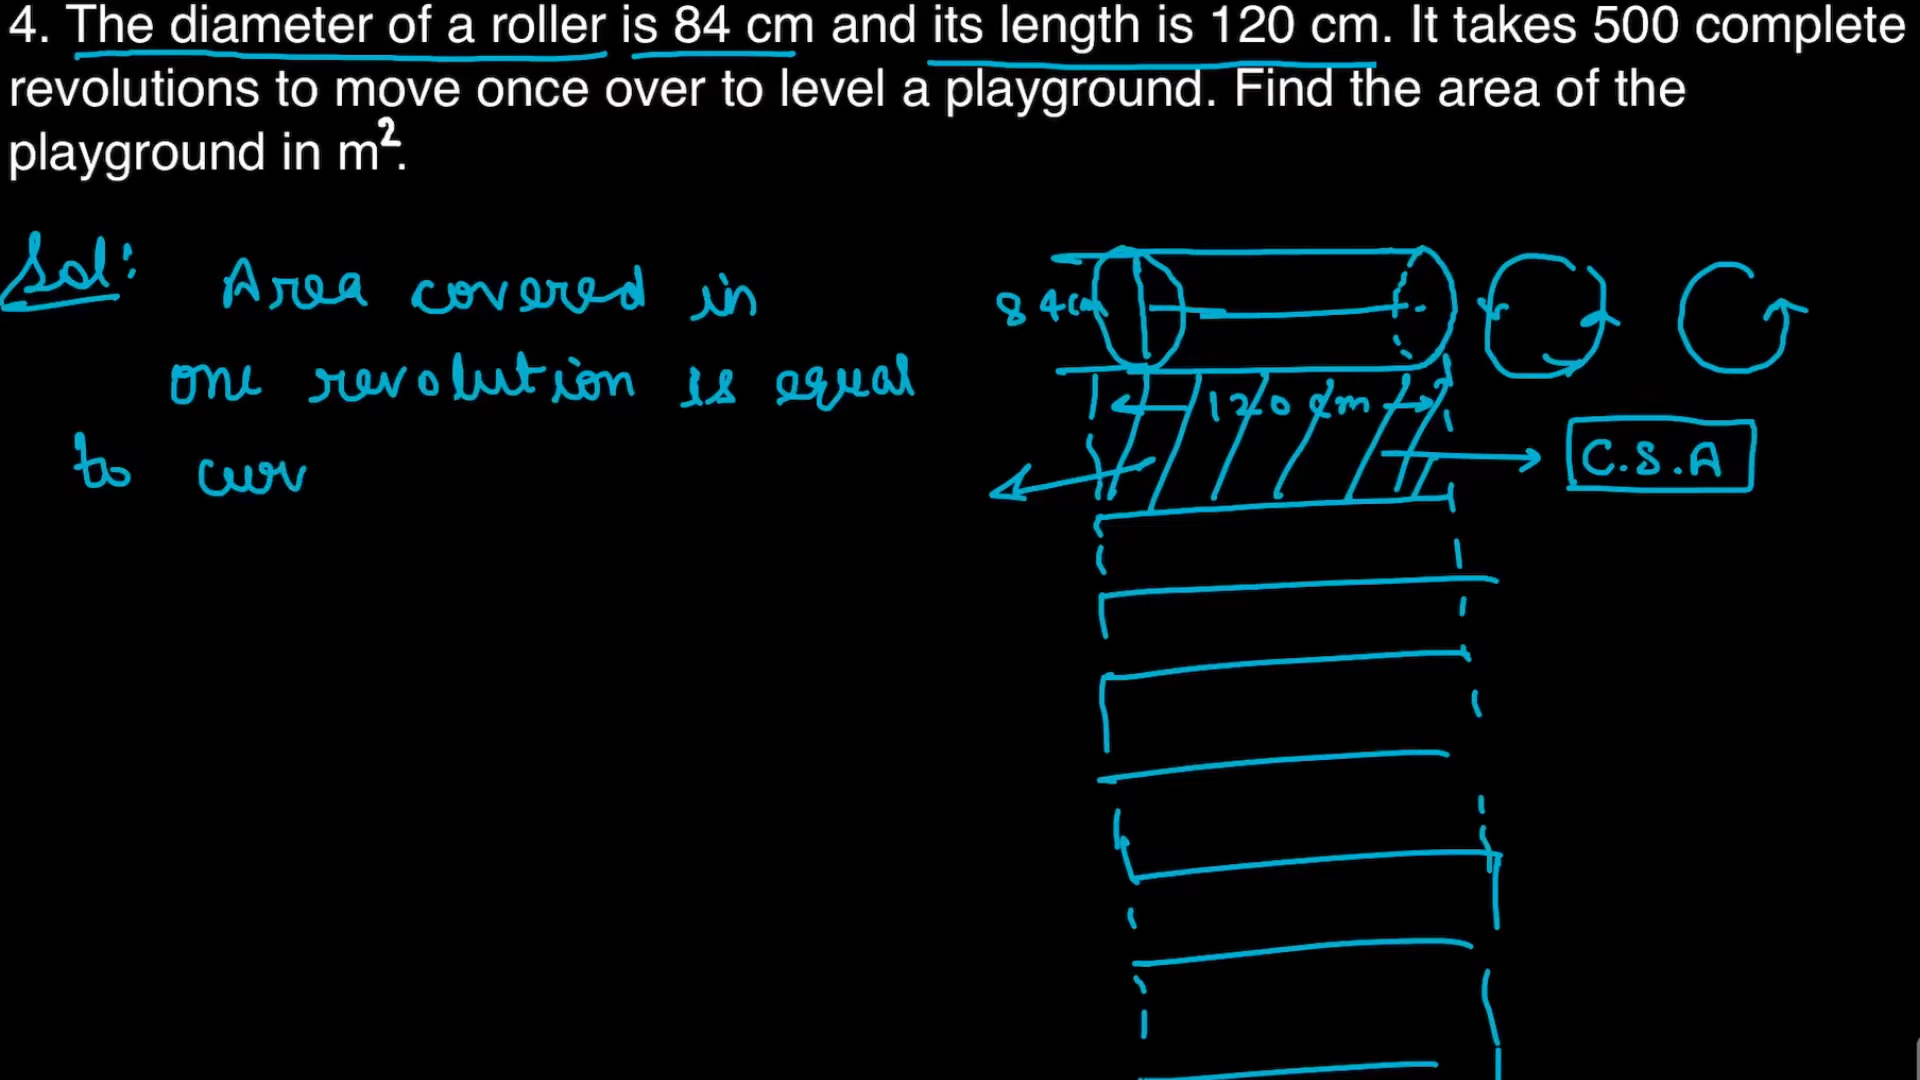 4. The diameter of a roller is 84 cm and its length is 120 cm. It takes 500 complete
revolutions to move once over to level a playground. Find the area of the
playground in m².
Sol:
Area covered in
one revolution is equal
to curv
84cm
120 cm
C.S.A